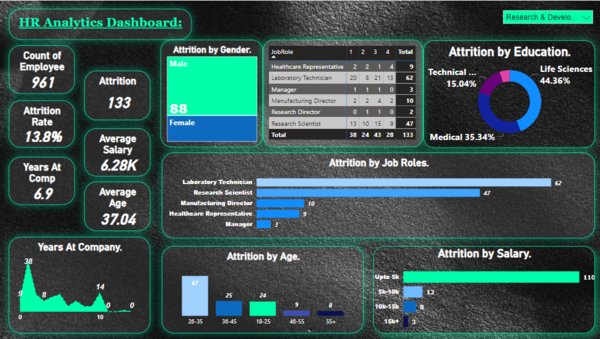 HR Analytics Dashboard:
Research & Develo...
Count of
Employee
961
Attrition
133
Attrition
Rate
13.8%
Average
Salary
6.28K
Years At
Comp
6.9
Average
Age
37.04
Attrition by Gender.
Male
88
Female
JobRole 1 2 3 4 Total
Healthcare Representative 2 2 1 4 9
Laboratory Technician 20 8 21 13 62
Manager 1 1 1 0 3
Manufacturing Director 2 2 4 2 10
Research Director 0 1 1 0 2
Research Scientist 13 10 15 9 47
Total 38 24 43 28 133
Attrition by Education.
Technical ...
15.04%
Life Sciences
44.36%
Medical 35.34%
Attrition by Job Roles.
Laboratory Technician 62
Research Scientist 47
Manufacturing Director 10
Healthcare Representative 9
Manager 3
Years At Company.
38
9
8
14
0
0
0 10
Attrition by Age.
67
25
24
9
8
26-35 36-45 18-25 46-55 55+
Attrition by Salary.
Upto 5k 110
5k-10k 12
10k-15k 8
15k+ 3